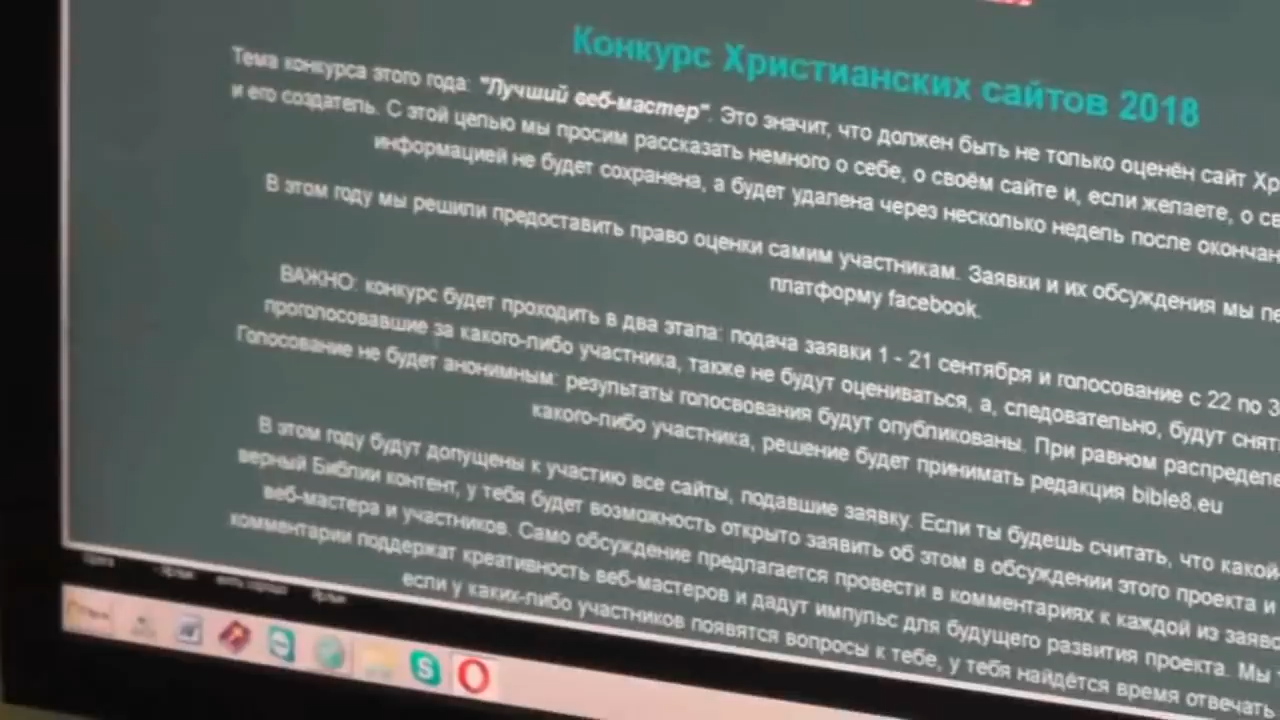 Конкурс Христианских сайтов 2018
Тема конкурса этого года: "Лучший веб-мастер". Это значит, что должен быть не только оценён сайт Хр
и его создатель. С этой целью мы просим рассказать немного о себе, о своём сайте и, если желаете, о св
информацией не будет сохранена, а будет удалена через несколько недель после окончан
В этом году мы решили предоставить право оценки самим участникам. Заявки и их обсуждения мы пе
платформу facebook.
ВАЖНО: конкурс будет проходить в два этапа: подача заявки 1 - 21 сентября и голосование с 22 по 3
проголосовавшие за какого-либо участника, также не будут оцениваться, а, следовательно, будут снят
Голосование не будет анонимным: результаты голосвования будут опубликованы. При равном распределе
какого-либо участника, решение будет принимать редакция bible8.eu
В этом году будут допущены к участию все сайты, подавшие заявку. Если ты будешь считать, что какой-
верный Библии контент, у тебя будет возможность открыто заявить об этом в обсуждении этого проекта и
веб-мастера и участников. Само обсуждение предлагается провести в комментариях к каждой из заяво
комментарии поддержат креативность веб-мастеров и дадут импульс для будущего развития проекта. Мы
если у каких-либо участников появятся вопросы к тебе, у тебя найдётся время отвечать